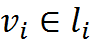 𝑣ᵢ ∈ 𝑙ᵢ